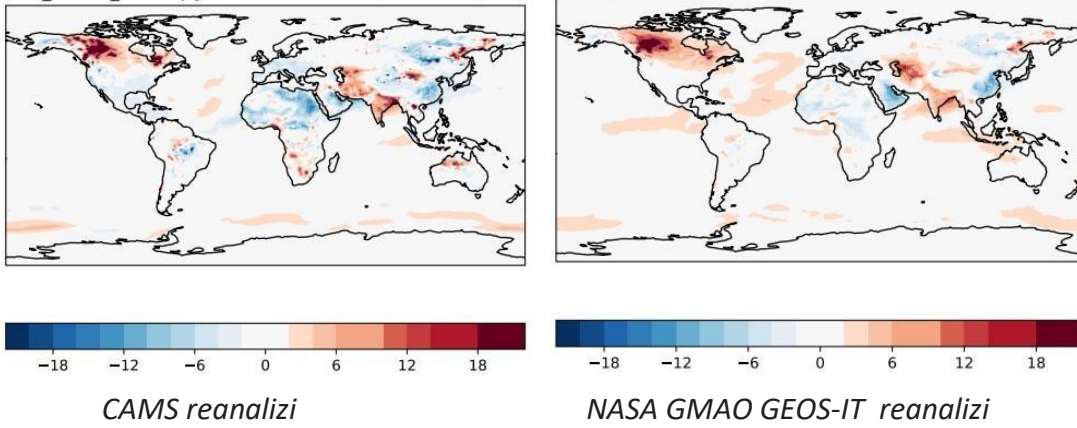 −18 −12 −6 0 6 12 18
−18 −12 −6 0 6 12 18
CAMS reanalizi
NASA GMAO GEOS-IT reanalizi